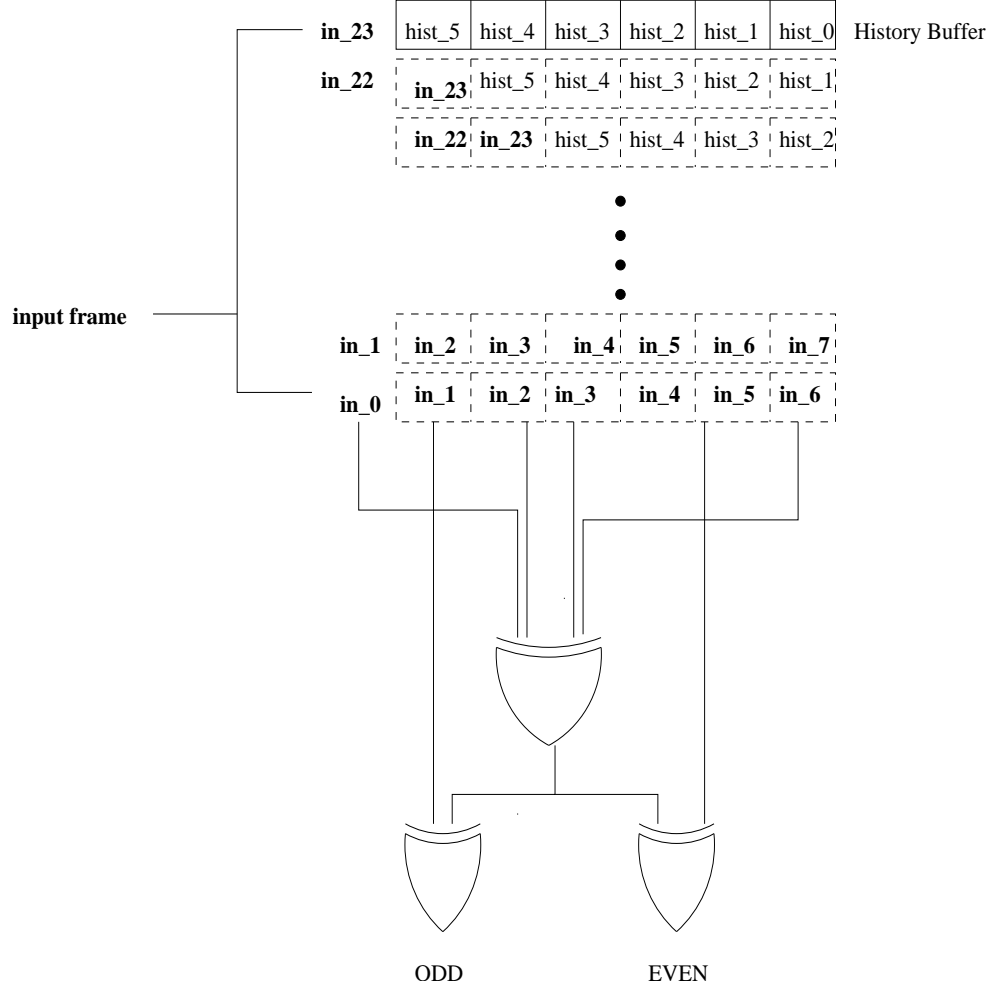 in_23 hist_5 hist_4 hist_3 hist_2 hist_1 hist_0 History Buffer
in_22 in_23 hist_5 hist_4 hist_3 hist_2 hist_1
in_22 in_23 hist_5 hist_4 hist_3 hist_2
input frame
in_1 in_2 in_3 in_4 in_5 in_6 in_7
in_0 in_1 in_2 in_3 in_4 in_5 in_6
ODD EVEN